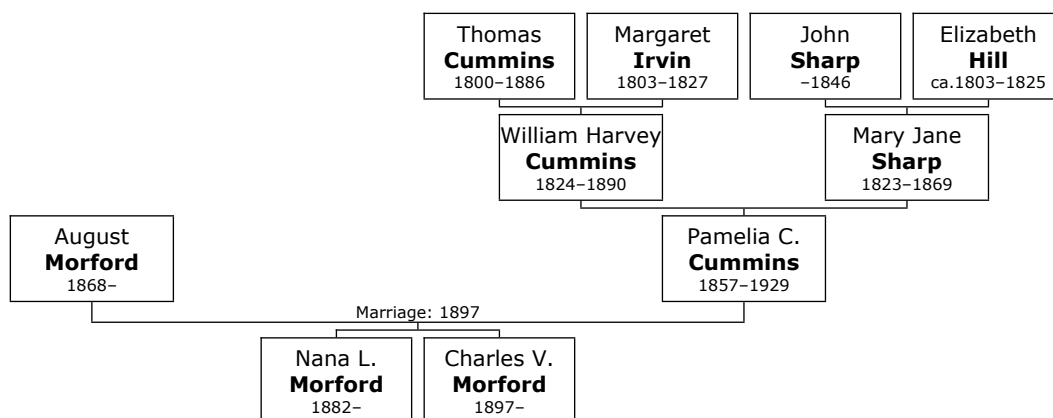 Thomas
Cummins
1800–1886
Margaret
Irvin
1803–1827
John
Sharp
–1846
Elizabeth
Hill
ca.1803–1825
William Harvey
Cummins
1824–1890
Mary Jane
Sharp
1823–1869
August
Morford
1868–
Pamelia C.
Cummins
1857–1929
Marriage: 1897
Nana L.
Morford
1882–
Charles V.
Morford
1897–